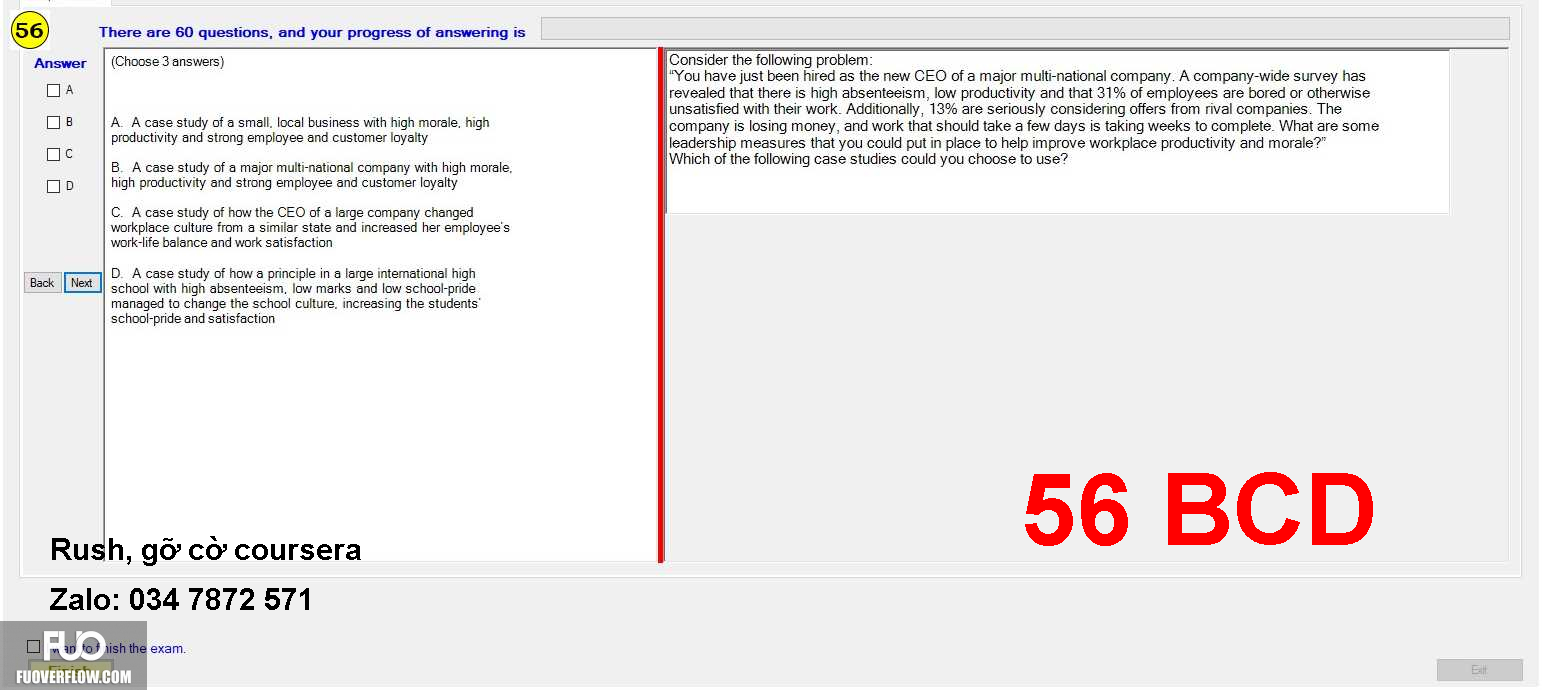 56
There are 60 questions, and your progress of answering is
Answer
(Choose 3 answers)
A
B
C
D
A. A case study of a small, local business with high morale, high
productivity and strong employee and customer loyalty
B. A case study of a major multi-national company with high morale,
high productivity and strong employee and customer loyalty
C. A case study of how the CEO of a large company changed
workplace culture from a similar state and increased her employee's
work-life balance and work satisfaction
D. A case study of how a principle in a large international high
school with high absenteeism, low marks and low school-pride
managed to change the school culture, increasing the students'
school-pride and satisfaction
Back Next
Consider the following problem:
"You have just been hired as the new CEO of a major multi-national company. A company-wide survey has
revealed that there is high absenteeism, low productivity and that 31% of employees are bored or otherwise
unsatisfied with their work. Additionally, 13% are seriously considering offers from rival companies. The
company is losing money, and work that should take a few days is taking weeks to complete. What are some
leadership measures that you could put in place to help improve workplace productivity and morale?"
Which of the following case studies could you choose to use?
56 BCD
Rush, gỡ cờ coursera
Zalo: 034 7872 571
FUO
FUOVERFLOW.COM
to finish the exam.
Finish
Exit